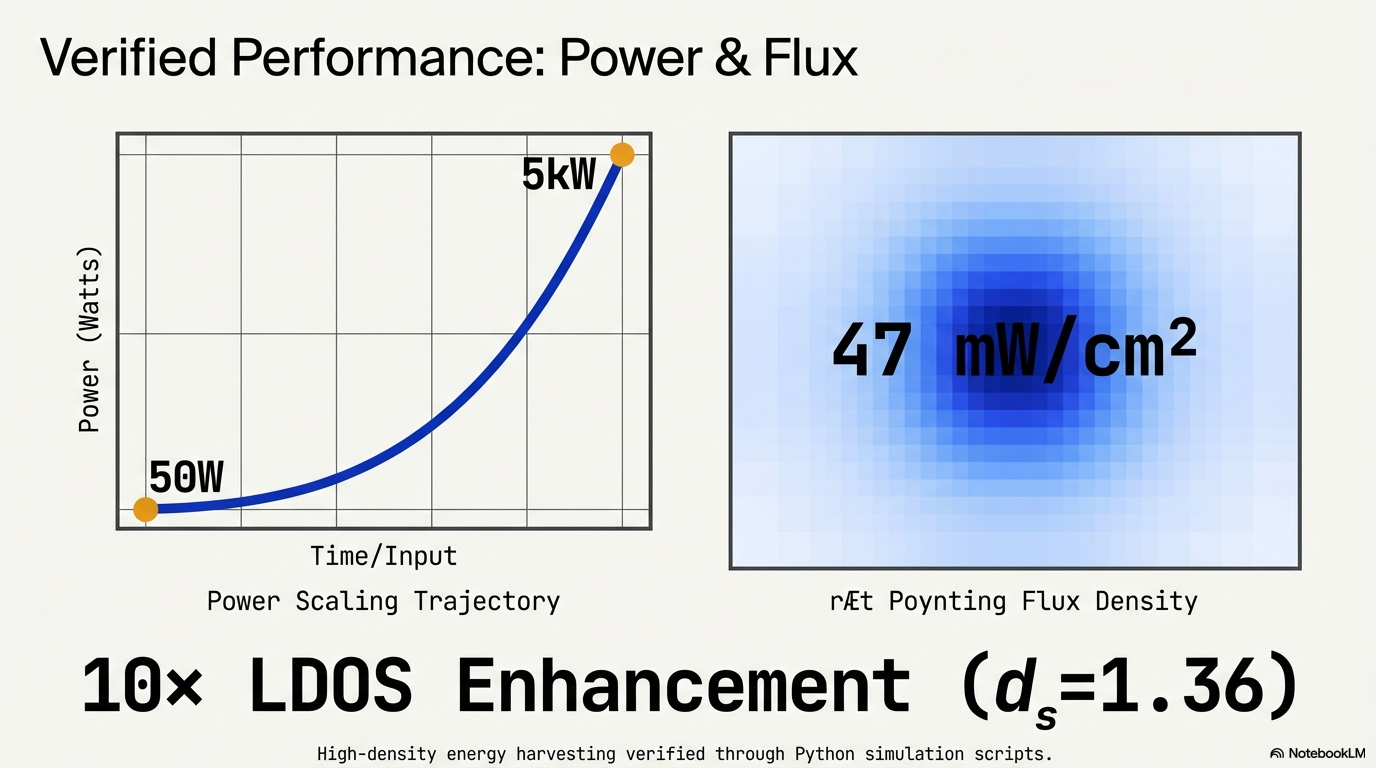 Verified Performance: Power & Flux
5kW
50W
Power (Watts)
Time/Input
Power Scaling Trajectory
47 mW/cm²
rÆt Poynting Flux Density
10× LDOS Enhancement (dₛ=1.36)
High-density energy harvesting verified through Python simulation scripts.
NotebookLM